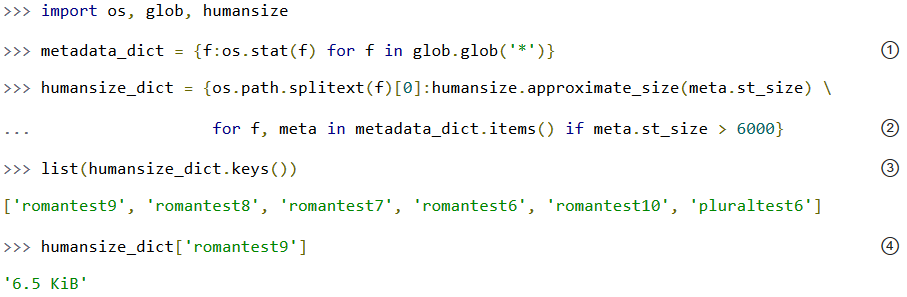 >>> import os, glob, humansize
>>> metadata_dict = {f:os.stat(f) for f in glob.glob('*')} ①
>>> humansize_dict = {os.path.splitext(f)[0]:humansize.approximate_size(meta.st_size) \
...             for f, meta in metadata_dict.items() if meta.st_size > 6000} ②
>>> list(humansize_dict.keys()) ③
['romantest9', 'romantest8', 'romantest7', 'romantest6', 'romantest10', 'pluraltest6']
>>> humansize_dict['romantest9'] ④
'6.5 KiB'